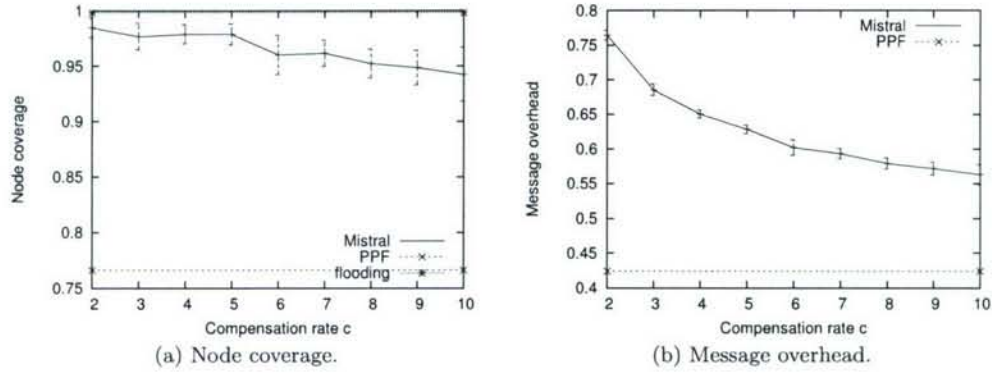 1
0.95
0.9
0.85
0.8
0.75
Node coverage
Mistral
PPF
flooding
2 3 4 5 6 7 8 9 10
Compensation rate c
(a) Node coverage.
0.8
0.75
0.7
0.65
0.6
0.55
0.5
0.45
0.4
Message overhead
Mistral
PPF
2 3 4 5 6 7 8 9 10
Compensation rate c
(b) Message overhead.